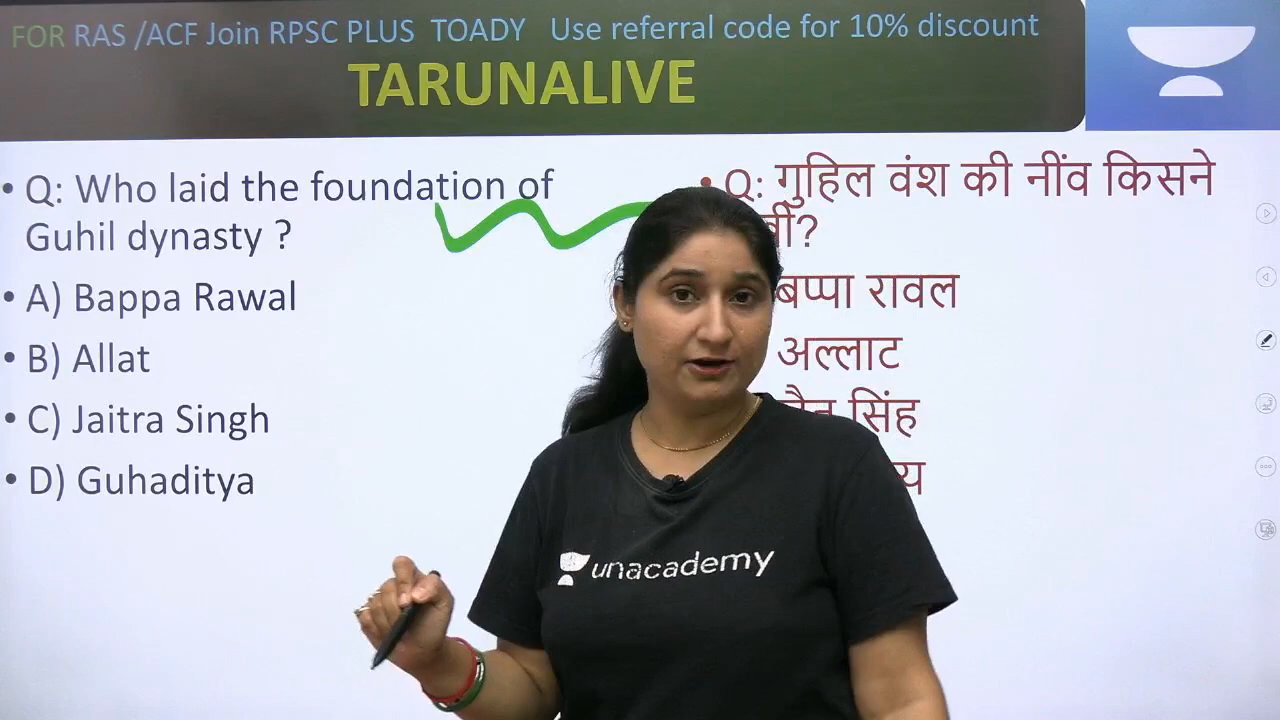 FOR RAS /ACF Join RPSC PLUS TOADY Use referral code for 10% discount
TARUNALIVE
• Q: Who laid the foundation of
Guhil dynasty ?
• A) Bappa Rawal
• B) Allat
• C) Jaitra Singh
• D) Guhaditya
• Q: गुहिल वंश की नींव किसने
बप्पा रावल
अल्लाट
सिंह
unacademy